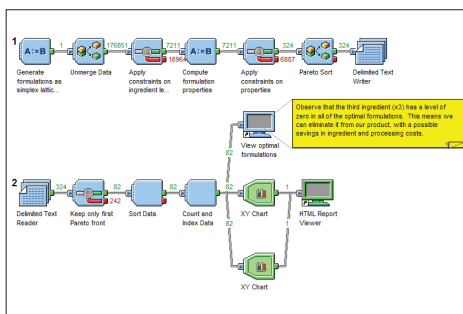 1
A:=B
1
176851
7211
16964
A:=B
7211
324
6887
324
Generate
formulations as
simplex lattic...
Unmerge Data
Apply
constraints on
ingredient le...
Compute
formulation
properties
Apply
constraints on
properties
Pareto Sort
Delimited Text
Writer
Observe that the third ingredient (x3) has a level of
zero in all of the optimal formulations. This means we
can eliminate it from our product, with a possible
savings in ingredient and processing costs.
82
View optimal
formulations
2
324
82
242
82
82
82
1
Delimited Text
Reader
Keep only first
Pareto front
Sort Data
Count and
Index Data
XY Chart
HTML Report
Viewer
82
1
XY Chart